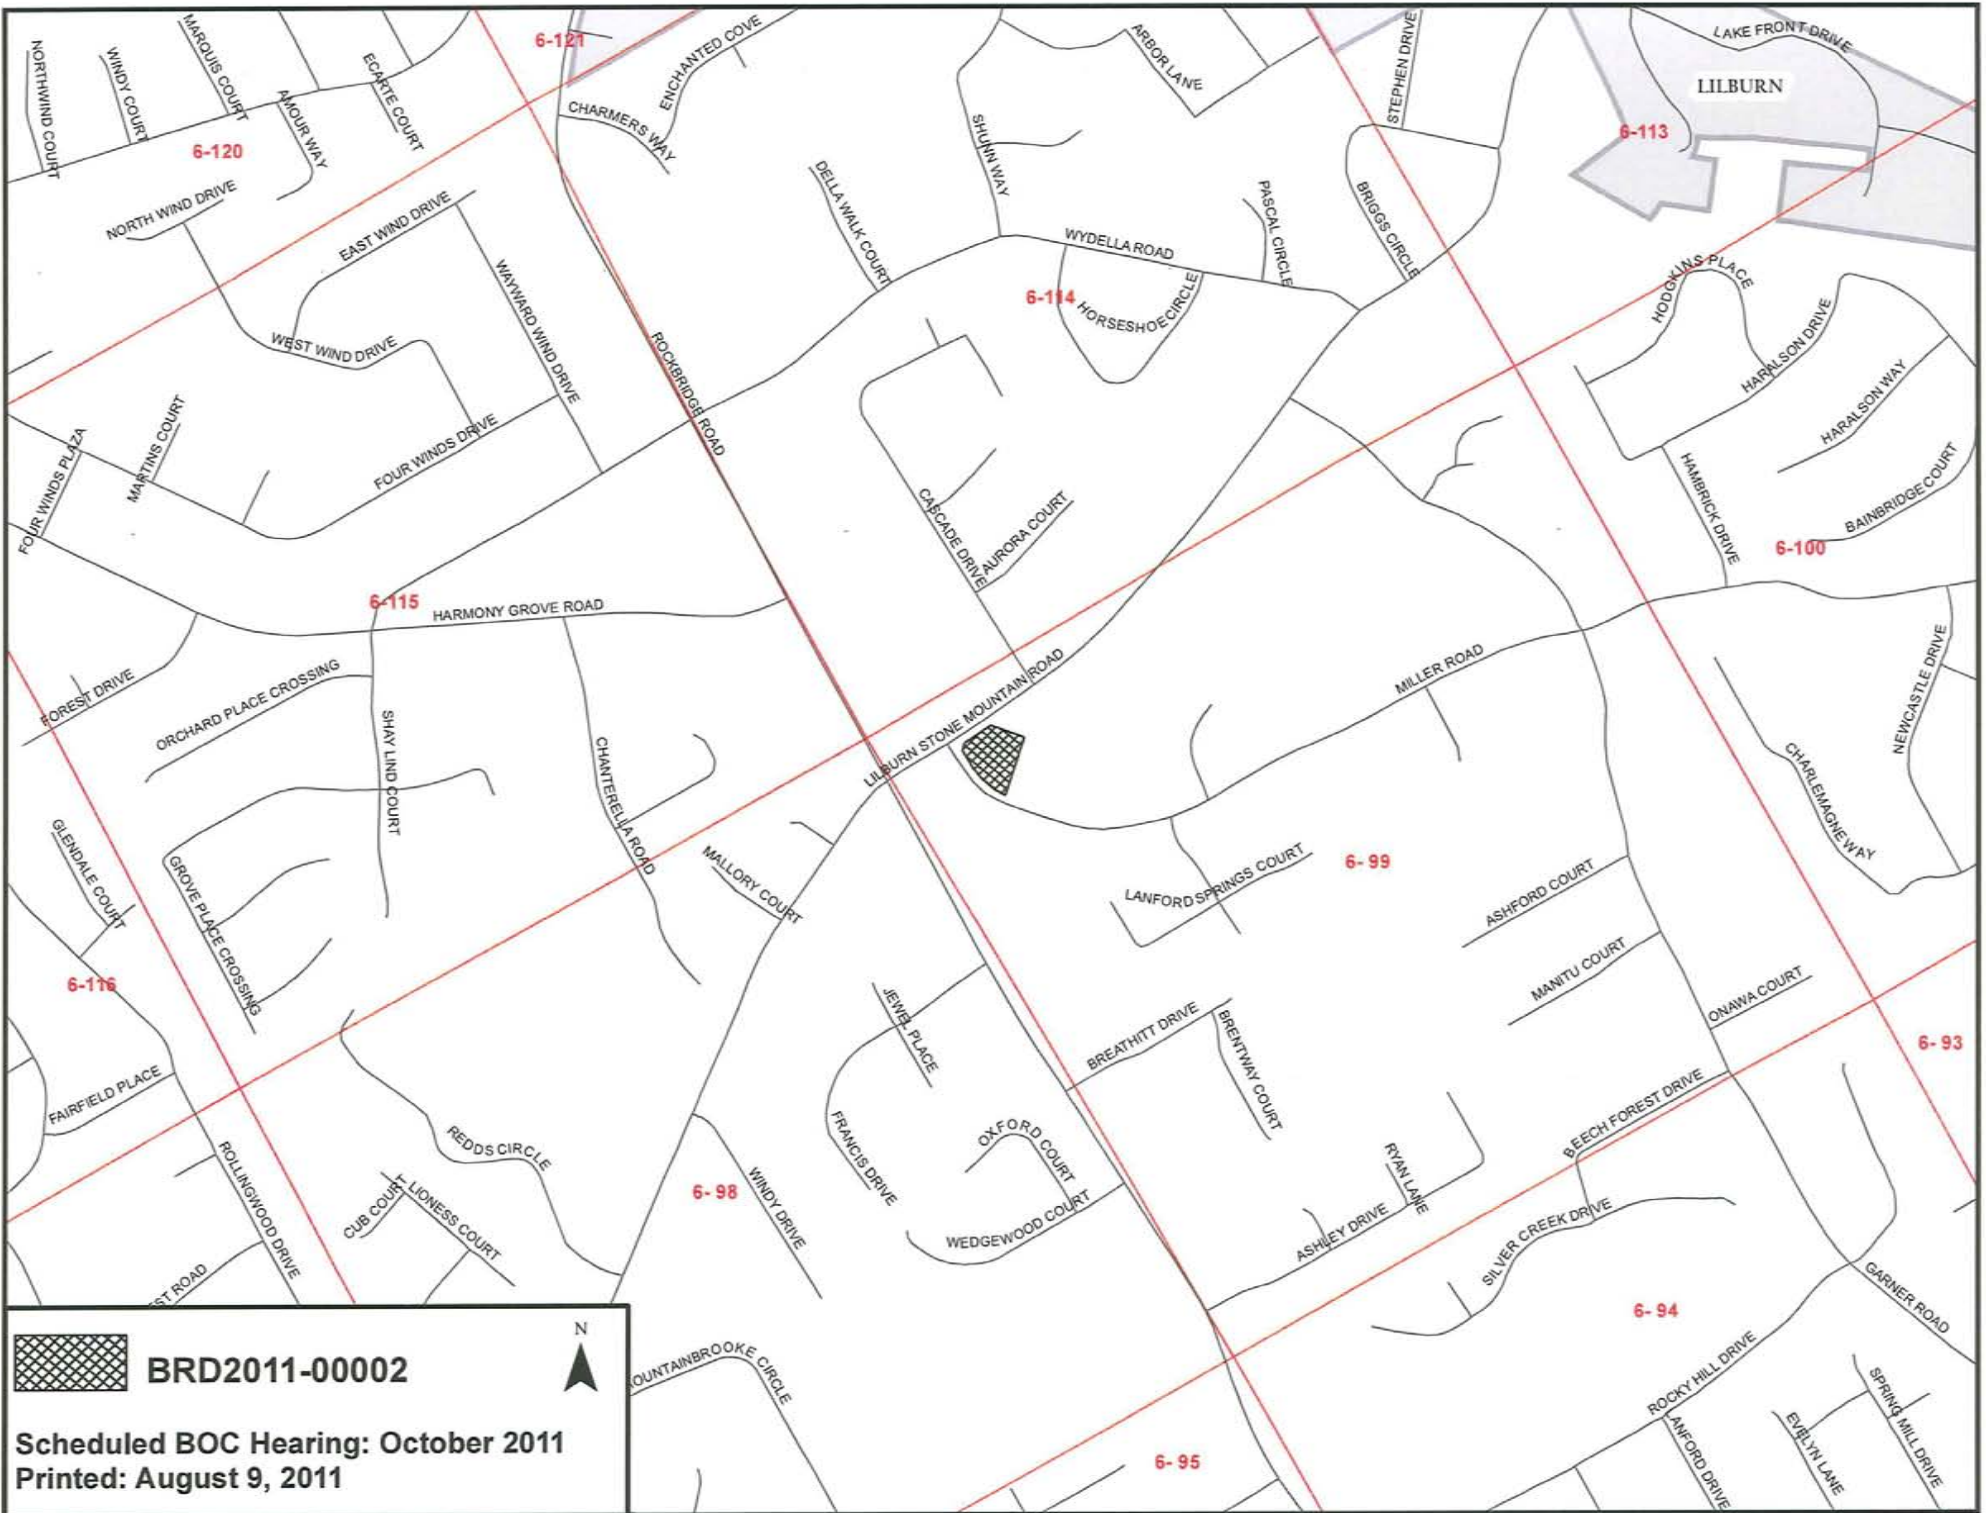 NORTHWIND COURT
WINDY COURT
MARQUIS COURT
AMOUR WAY
ECARTE COURT
6-120
6-121
ENCHANTED COVE
CHARMERS WAY
ARBOR LANE
STEPHEN DRIVE
LAKE FRONT DRIVE
LILBURN
6-113
NORTH WIND DRIVE
EAST WIND DRIVE
WAYWARD WIND DRIVE
WEST WIND DRIVE
SHUNN WAY
DELLA WALK COURT
WYDELLA ROAD
PASCAL CIRCLE
BRIGGS CIRCLE
6-114
HORSESHOE CIRCLE
HODGKINS PLACE
HARALSON DRIVE
HARALSON WAY
ROCKBRIDGE ROAD
FOUR WINDS PLAZA
MARTINS COURT
FOUR WINDS DRIVE
CASCADE DRIVE
AURORA COURT
HAMBRICK DRIVE
BAINBRIDGE COURT
6-100
6-115
HARMONY GROVE ROAD
FOREST DRIVE
ORCHARD PLACE CROSSING
SHAY LIND COURT
CHANTERELLA ROAD
LILBURN STONE MOUNTAIN ROAD
MILLER ROAD
NEWCASTLE DRIVE
CHARLEMAGNE WAY
GLENDALE COURT
GROVE PLACE CROSSING
MALLORY COURT
LANFORD SPRINGS COURT
6- 99
ASHFORD COURT
MANITU COURT
ONAWA COURT
6-116
JEWEL PLACE
BREATHITT DRIVE
BRENTWAY COURT
6- 93
FAIRFIELD PLACE
REDDS CIRCLE
FRANCIS DRIVE
OXFORD COURT
BEECH FOREST DRIVE
ROLLINGWOOD DRIVE
CUB COURT
LIONESS COURT
6- 98
WINDY DRIVE
WEDGEWOOD COURT
RYAN LANE
ASHLEY DRIVE
SILVER CREEK DRIVE
GARNER ROAD
6- 94
ST ROAD
OUNTAINBROOKE CIRCLE
ROCKY HILL DRIVE
ANFORD DRIVE
EVELYN LANE
SPRING MILL DRIVE
6- 95
N
BRD2011-00002
Scheduled BOC Hearing: October 2011
Printed: August 9, 2011